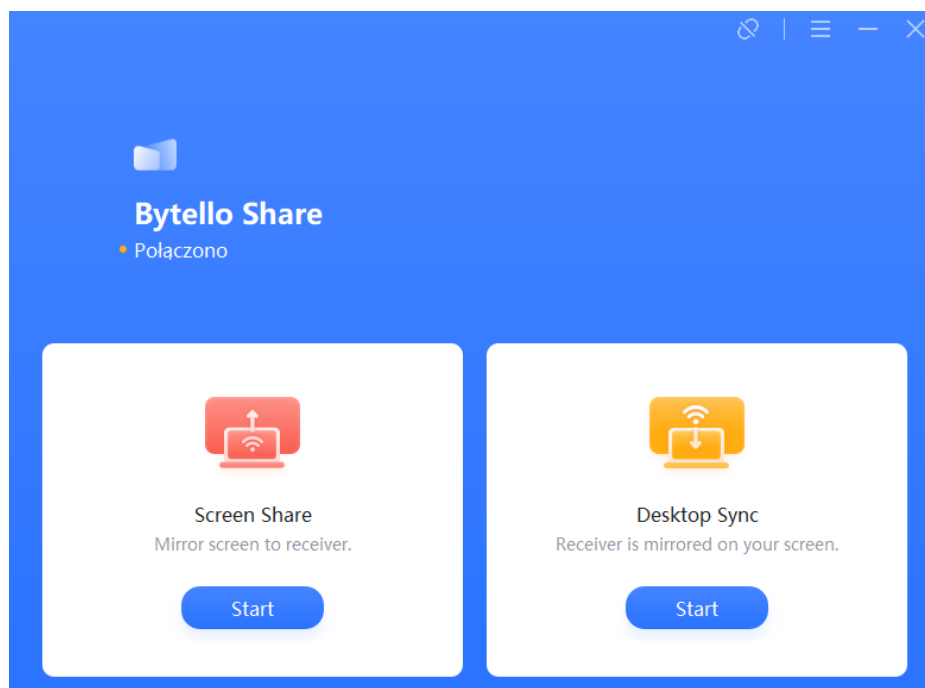 Bytello Share
Połączono
Screen Share
Mirror screen to receiver.
Start
Desktop Sync
Receiver is mirrored on your screen.
Start